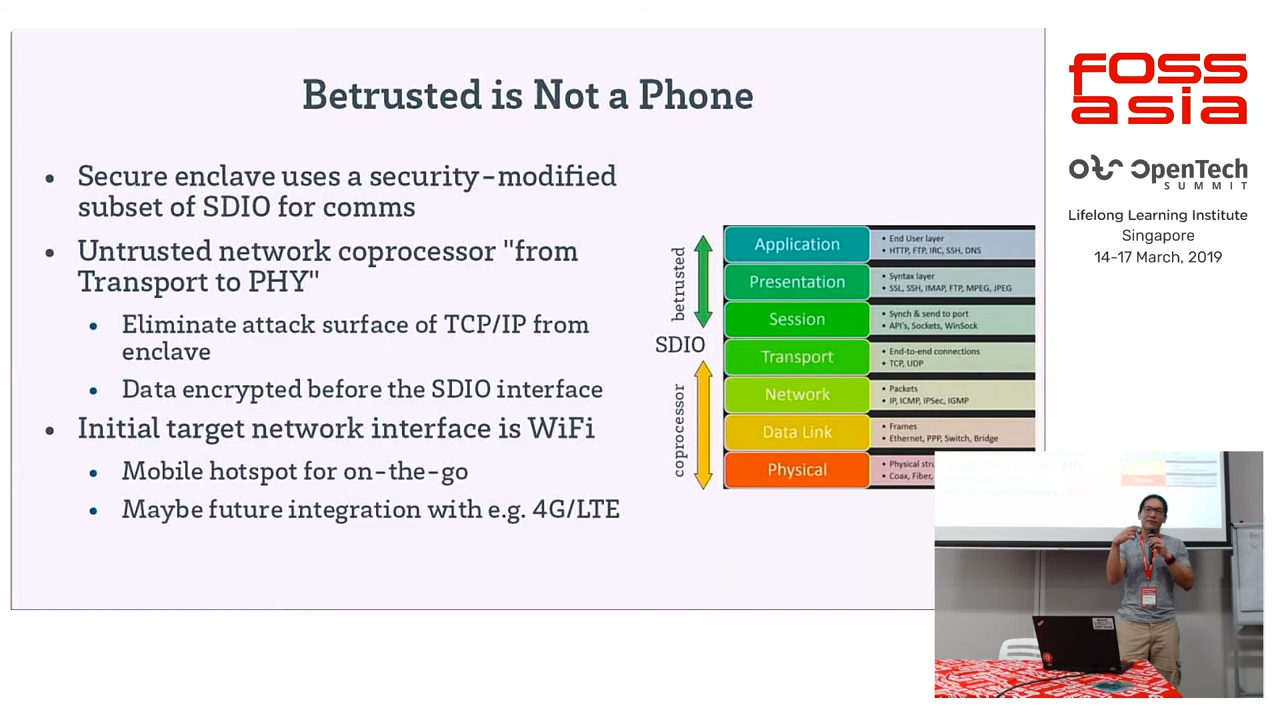 Betrusted is Not a Phone
• Secure enclave uses a security-modified
subset of SDIO for comms
• Untrusted network coprocessor "from
Transport to PHY"
• Eliminate attack surface of TCP/IP from
enclave
• Data encrypted before the SDIO interface
• Initial target network interface is WiFi
• Mobile hotspot for on-the-go
• Maybe future integration with e.g. 4G/LTE
betrusted
SDIO
coprocessor
Application
• End User layer
• HTTP, FTP, IRC, SSH, DNS
Presentation
• Syntax layer
• SSL, SSH, IMAP, FTP, MPEG, JPEG
Session
• Synch & send to port
• API's, Sockets, WinSock
Transport
• End-to-end connections
• TCP, UDP
Network
• Packets
• IP, ICMP, IPSec, IGMP
Data Link
• Frames
• Ethernet, PPP, Switch, Bridge
Physical
• Physical stru
• Coax, Fiber,
FOSS
asia
OpenTech
SUMMIT
Lifelong Learning Institute
Singapore
14-17 March, 2019